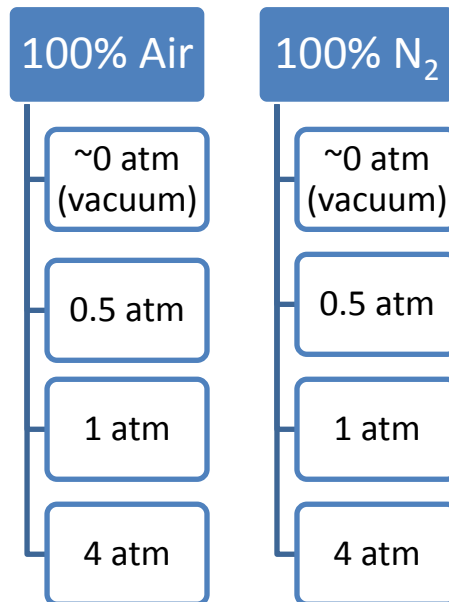 100% Air
~0 atm
(vacuum)
0.5 atm
1 atm
4 atm
100% N₂
~0 atm
(vacuum)
0.5 atm
1 atm
4 atm